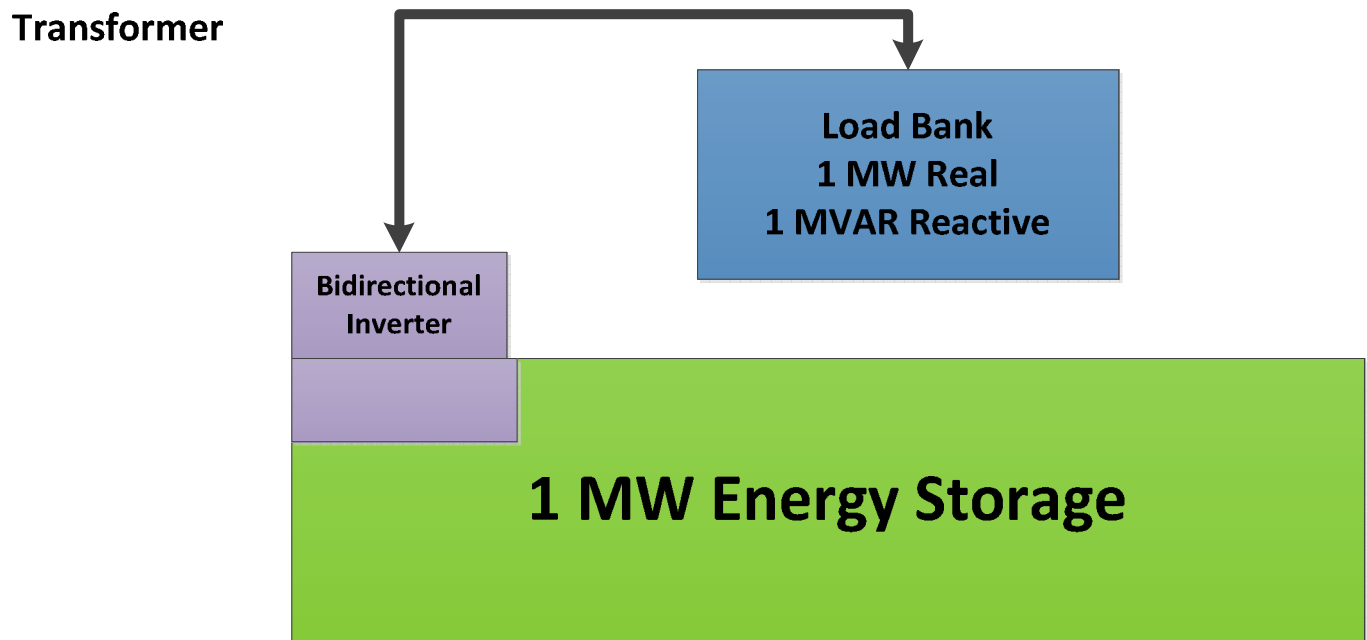 Transformer
Load Bank
1 MW Real
1 MVAR Reactive
Bidirectional
Inverter
1 MW Energy Storage